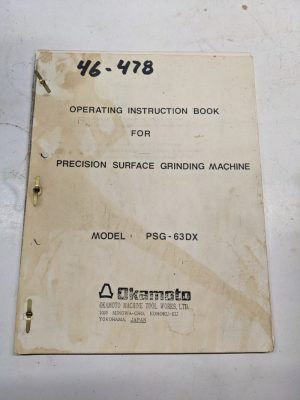 46-478
OPERATING INSTRUCTION BOOK
FOR
PRECISION SURFACE GRINDING MACHINE
MODEL · PSG-63DX
Okamoto
OKAMOTO MACHINE TOOL WORKS, LTD.
YOKOHAMA, JAPAN